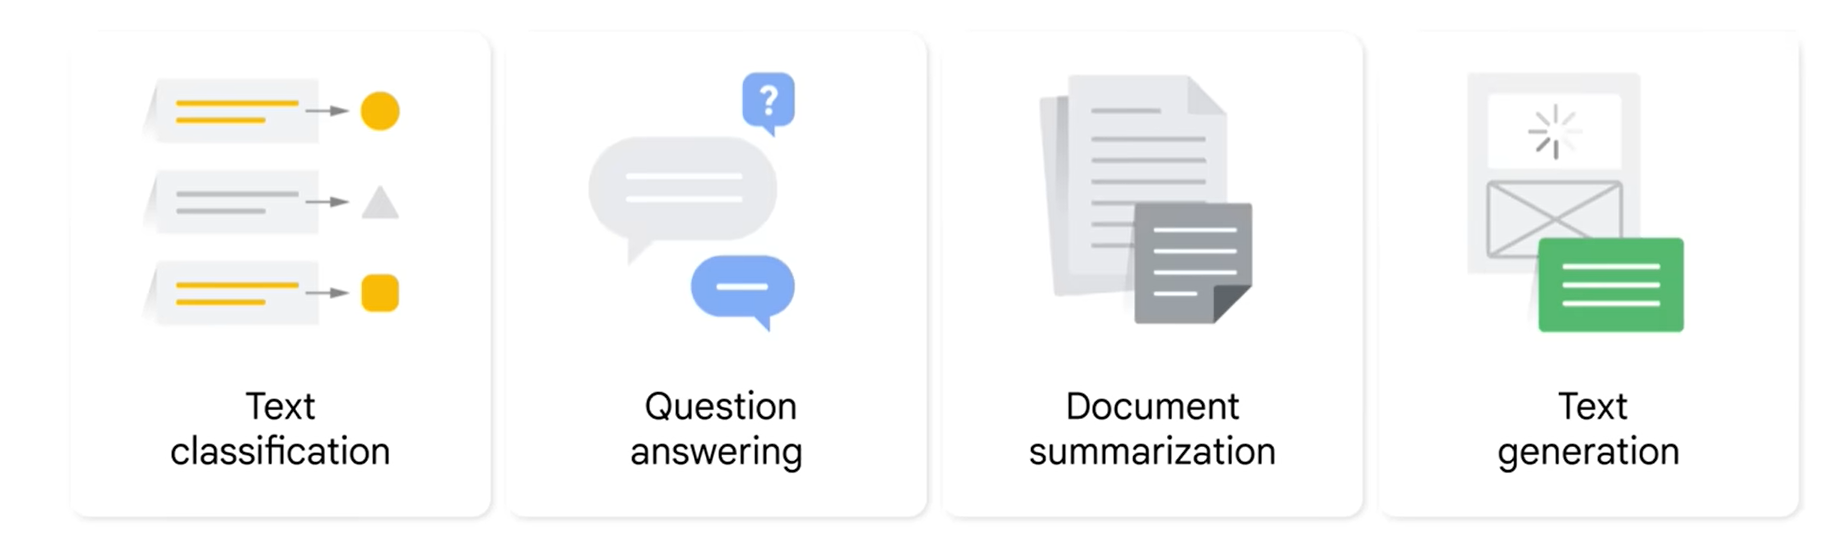 ?
Text
classification
Question
answering
Document
summarization
Text
generation